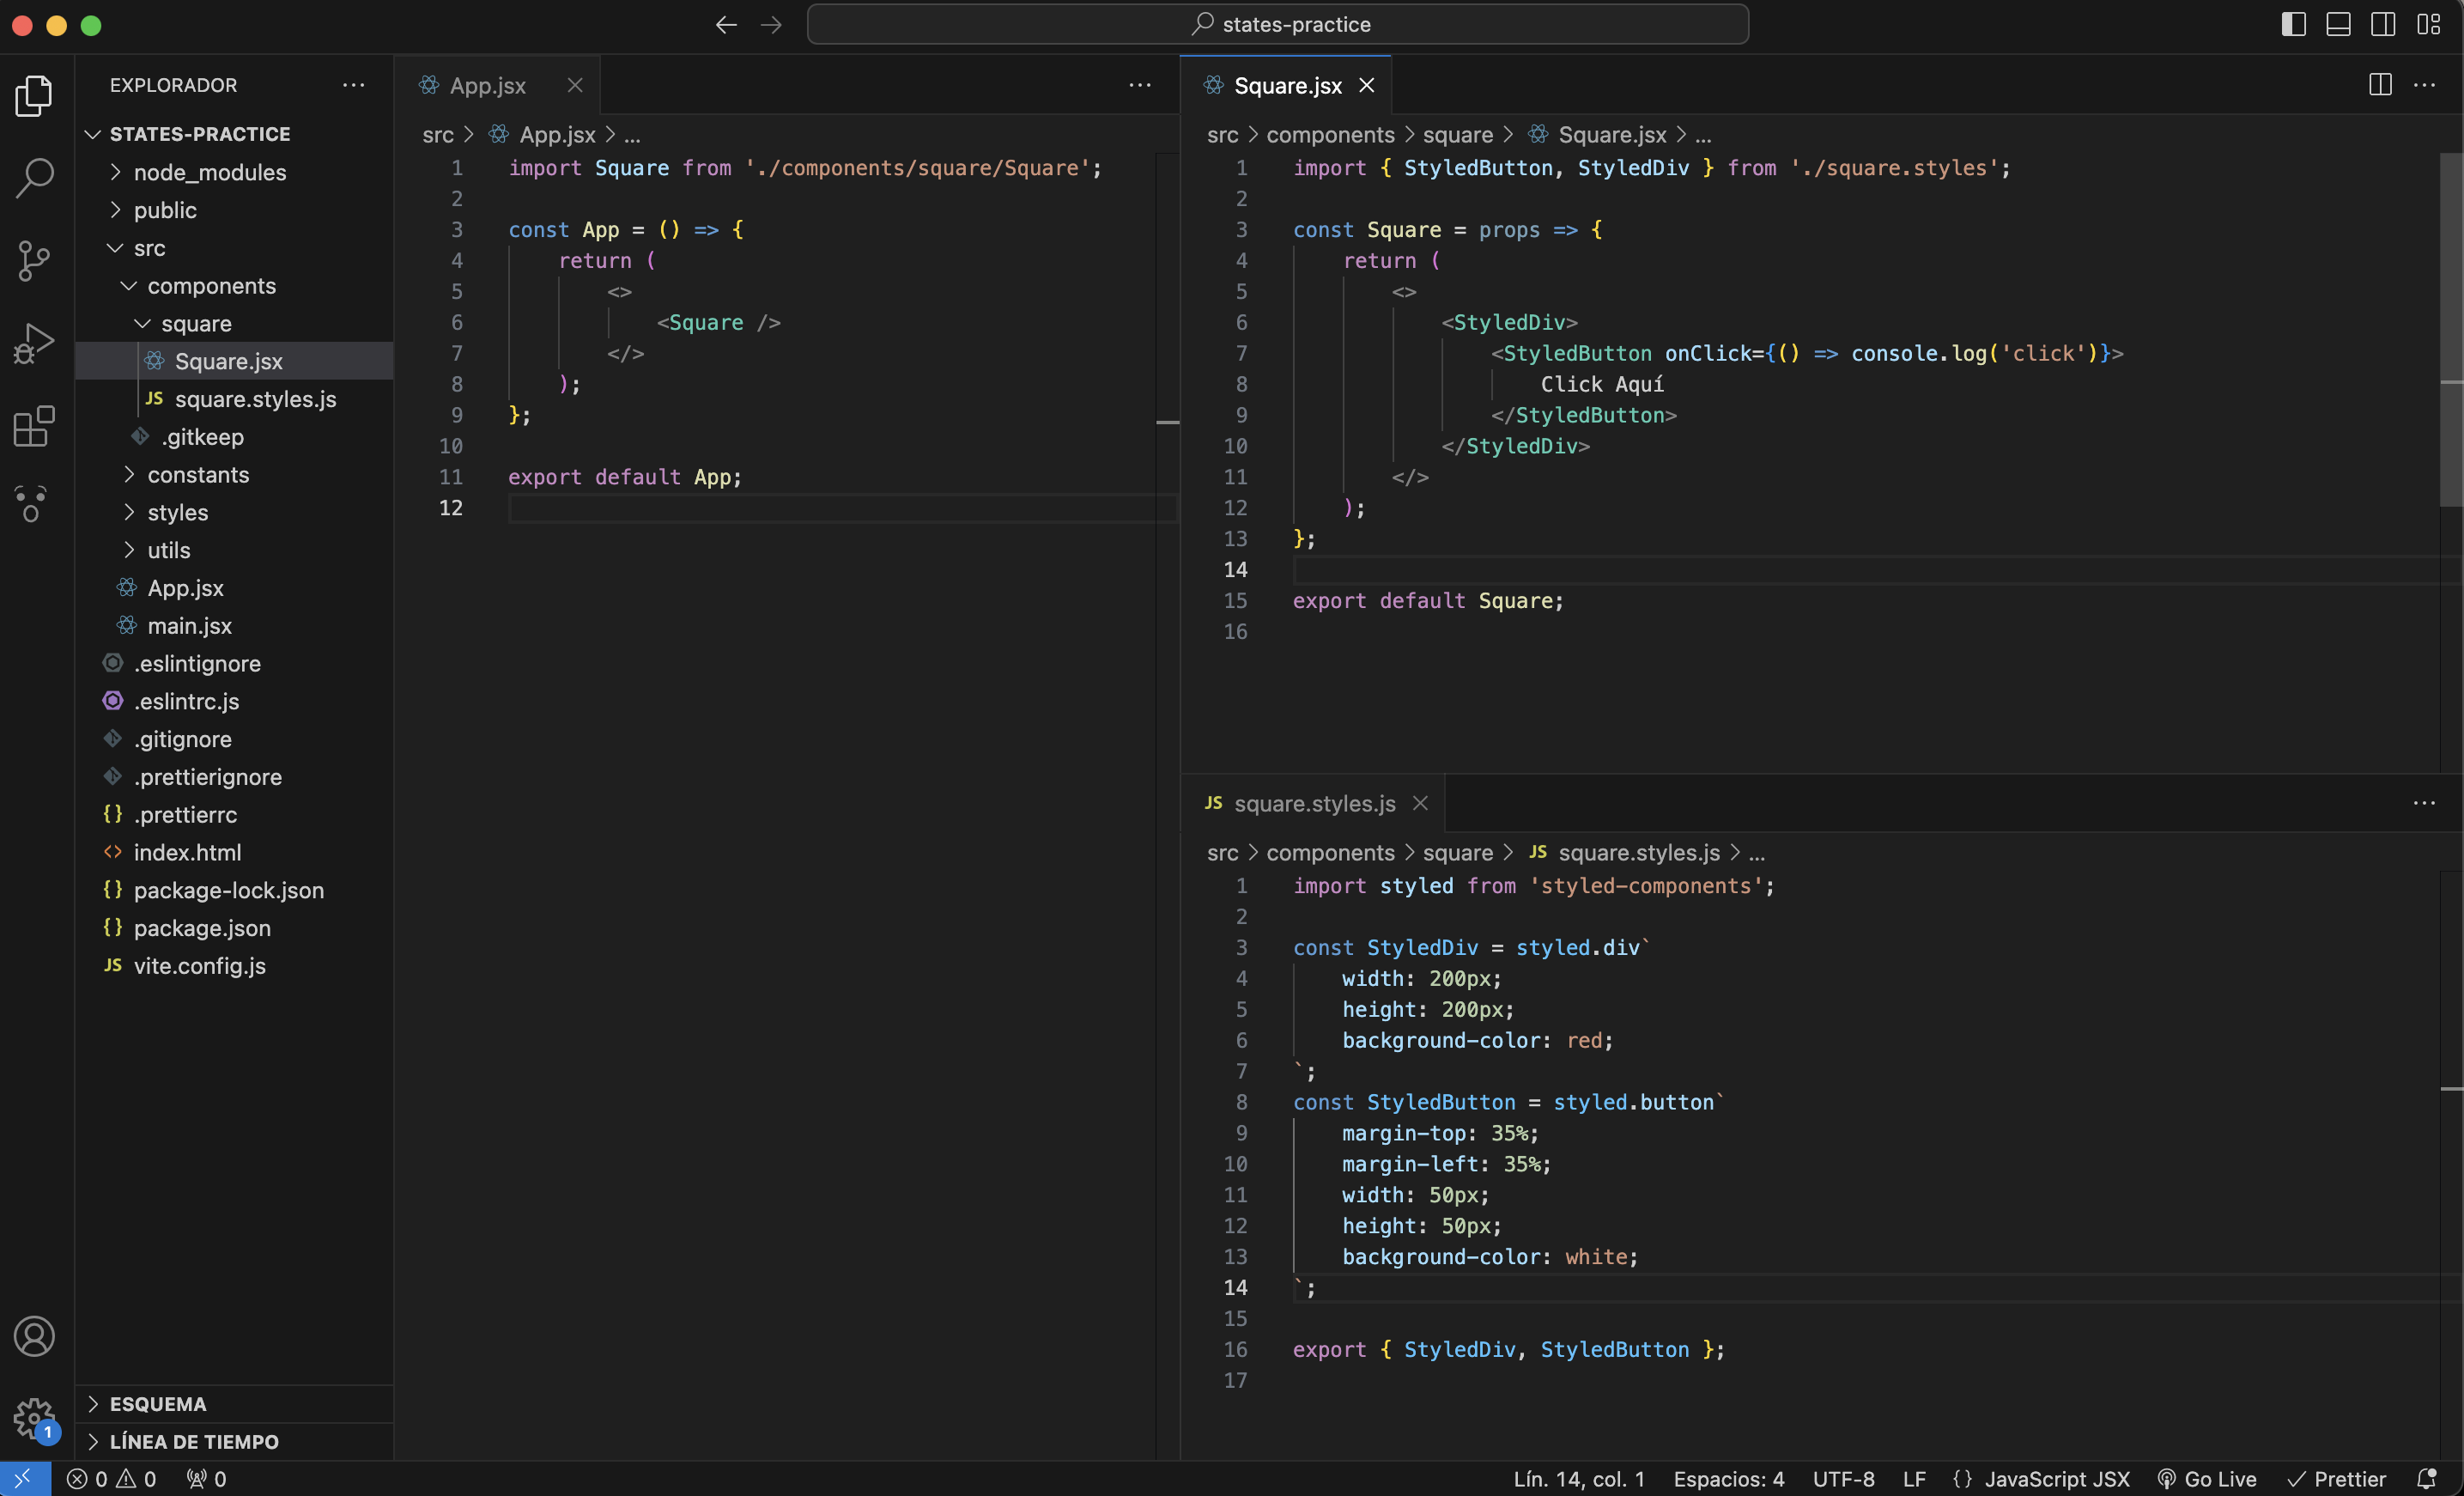 states-practice
EXPLORADOR
STATES-PRACTICE
node_modules
public
src
components
square
Square.jsx
JS square.styles.js
.gitkeep
constants
styles
utils
App.jsx
main.jsx
.eslintignore
.eslintrc.js
.gitignore
.prettierignore
{} .prettierrc
<> index.html
{} package-lock.json
{} package.json
JS vite.config.js
ESQUEMA
LÍNEA DE TIEMPO
1
App.jsx
src > App.jsx > ...
1 import Square from './components/square/Square';
2
3 const App = () => {
4     return (
5         <>
6             <Square />
7         </>
8     );
9 };
10
11 export default App;
12
Square.jsx
src > components > square > Square.jsx > ...
1 import { StyledButton, StyledDiv } from './square.styles';
2
3 const Square = props => {
4     return (
5         <>
6             <StyledDiv>
7                 <StyledButton onClick={() => console.log('click')}>
8                     Click Aquí
9                 </StyledButton>
10             </StyledDiv>
11         </>
12     );
13 };
14
15 export default Square;
16
JS square.styles.js
src > components > square > JS square.styles.js > ...
1 import styled from 'styled-components';
2
3 const StyledDiv = styled.div`
4     width: 200px;
5     height: 200px;
6     background-color: red;
7 `;
8 const StyledButton = styled.button`
9     margin-top: 35%;
10     margin-left: 35%;
11     width: 50px;
12     height: 50px;
13     background-color: white;
14 `;
15
16 export { StyledDiv, StyledButton };
17
0 0 0 Lín. 14, col. 1 Espacios: 4 UTF-8 LF {} JavaScript JSX Go Live Prettier